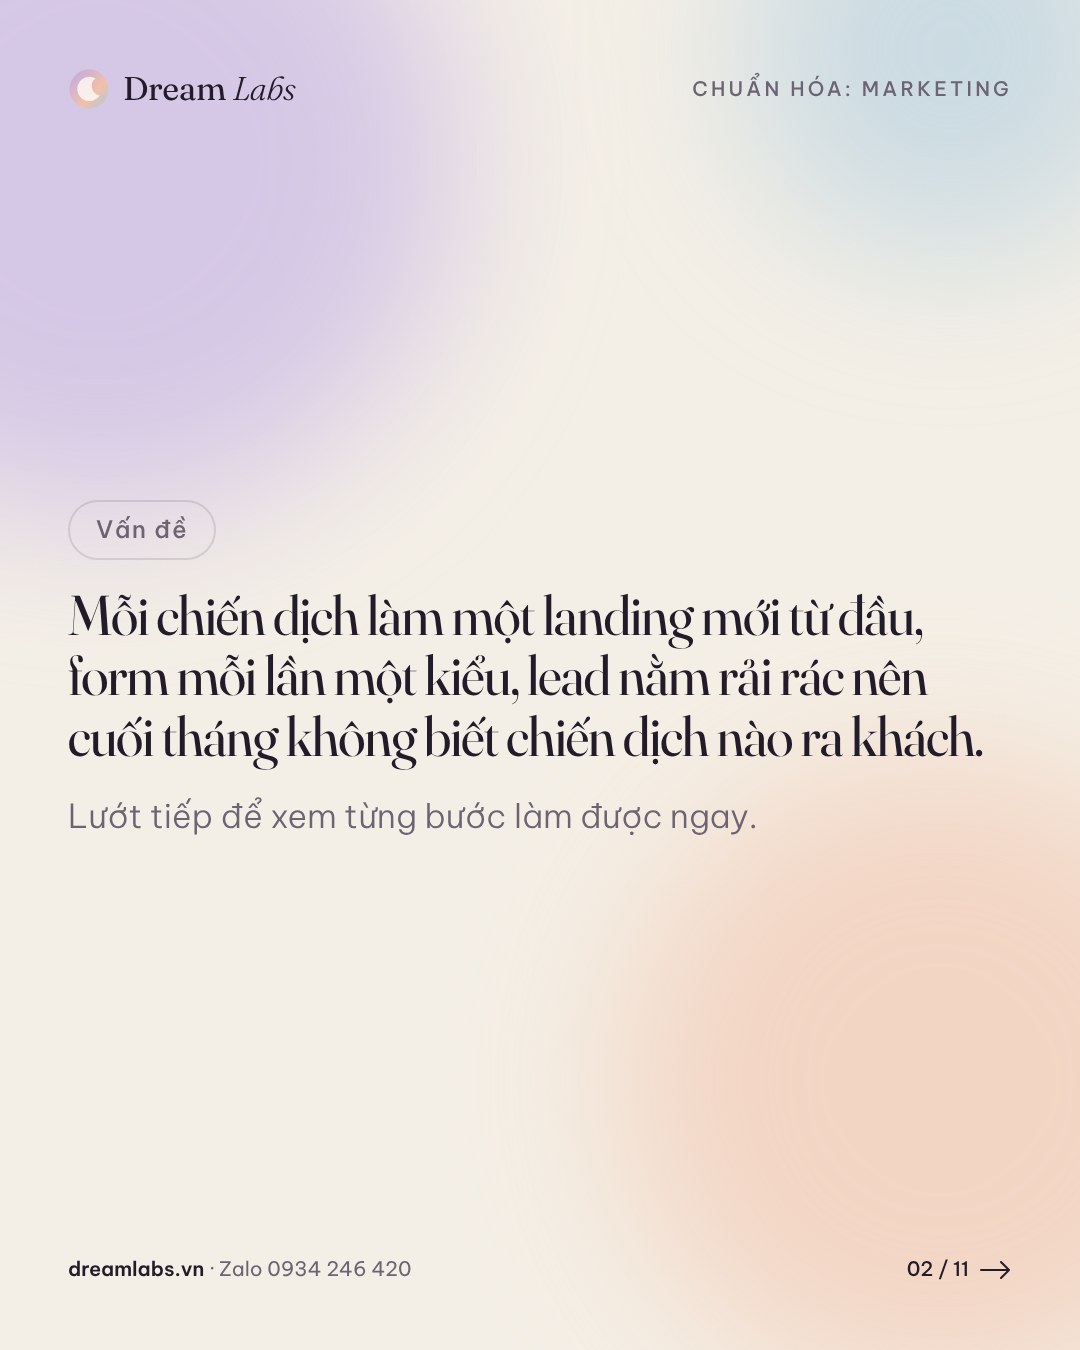 Dream Labs
CHUẨN HÓA: MARKETING
Vấn đề
Mỗi chiến dịch làm một landing mới từ đầu,
form mỗi lần một kiểu, lead nằm rải rác nên
cuối tháng không biết chiến dịch nào ra khách.
Lướt tiếp để xem từng bước làm được ngay.
dreamlabs.vn · Zalo 0934 246 420
02 / 11 →